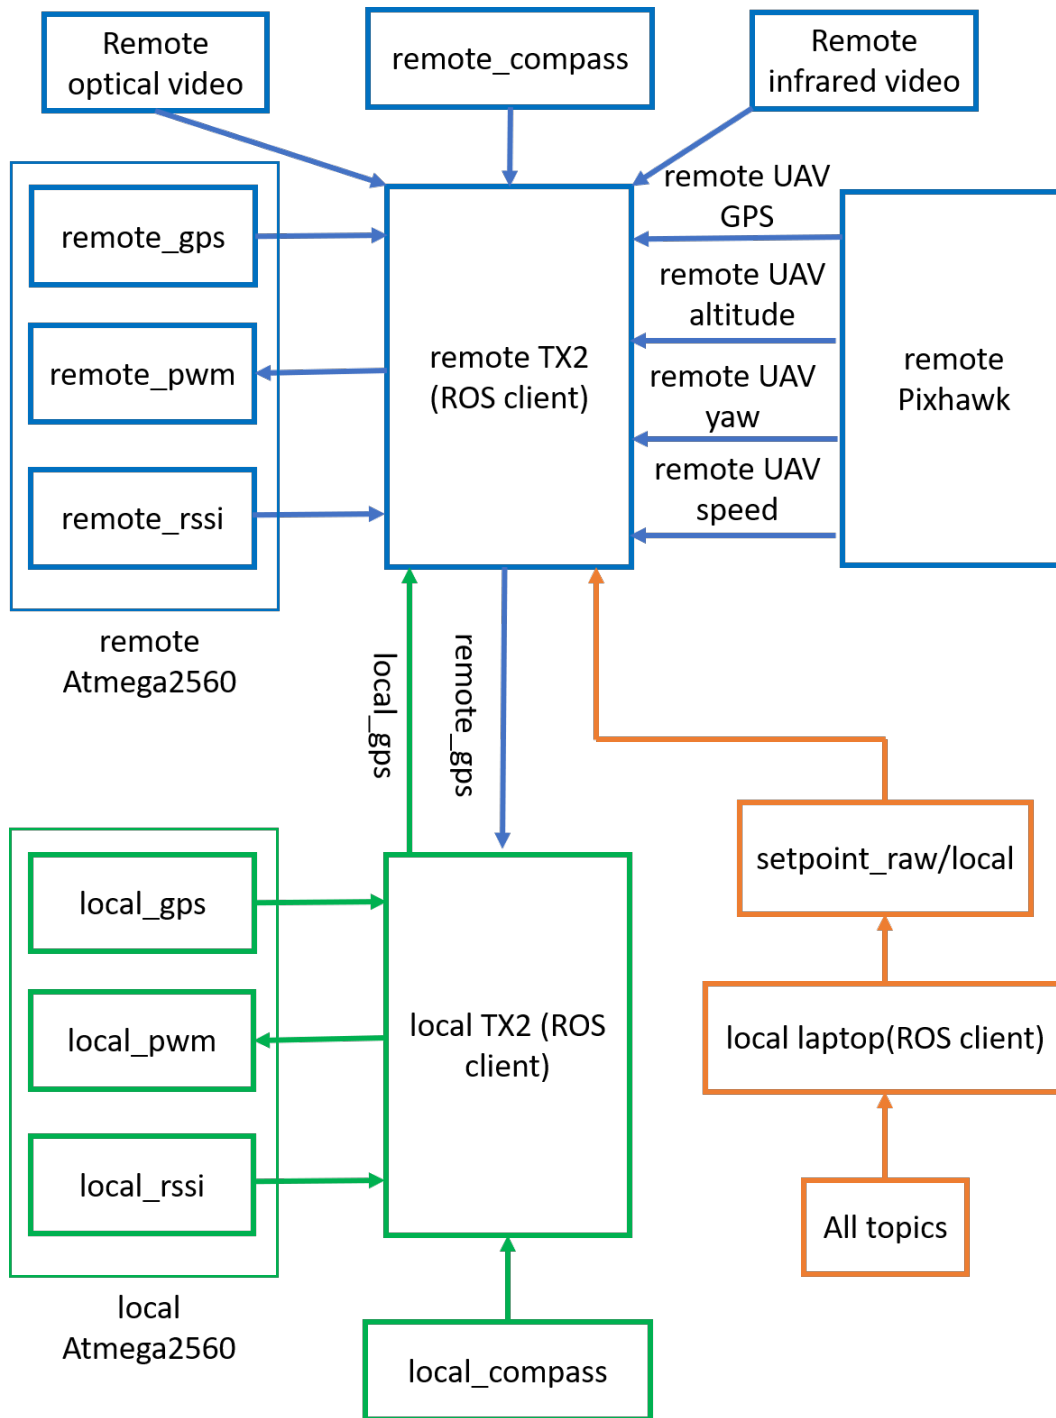 Remote
optical video
remote_compass
Remote
infrared video
remote UAV
GPS
remote_gps
remote UAV
altitude
remote_pwm
remote TX2
(ROS client)
remote UAV
yaw
remote
Pixhawk
remote_rssi
remote UAV
speed
remote
Atmega2560
local_gps
remote_gps
local_gps
setpoint_raw/local
local_pwm
local TX2 (ROS
client)
local laptop(ROS client)
local_rssi
All topics
local
Atmega2560
local_compass